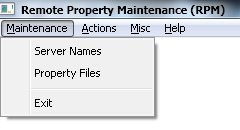 Remote Property Maintenance (RPM)
Maintenance Actions Misc Help
Server Names
Property Files
Exit